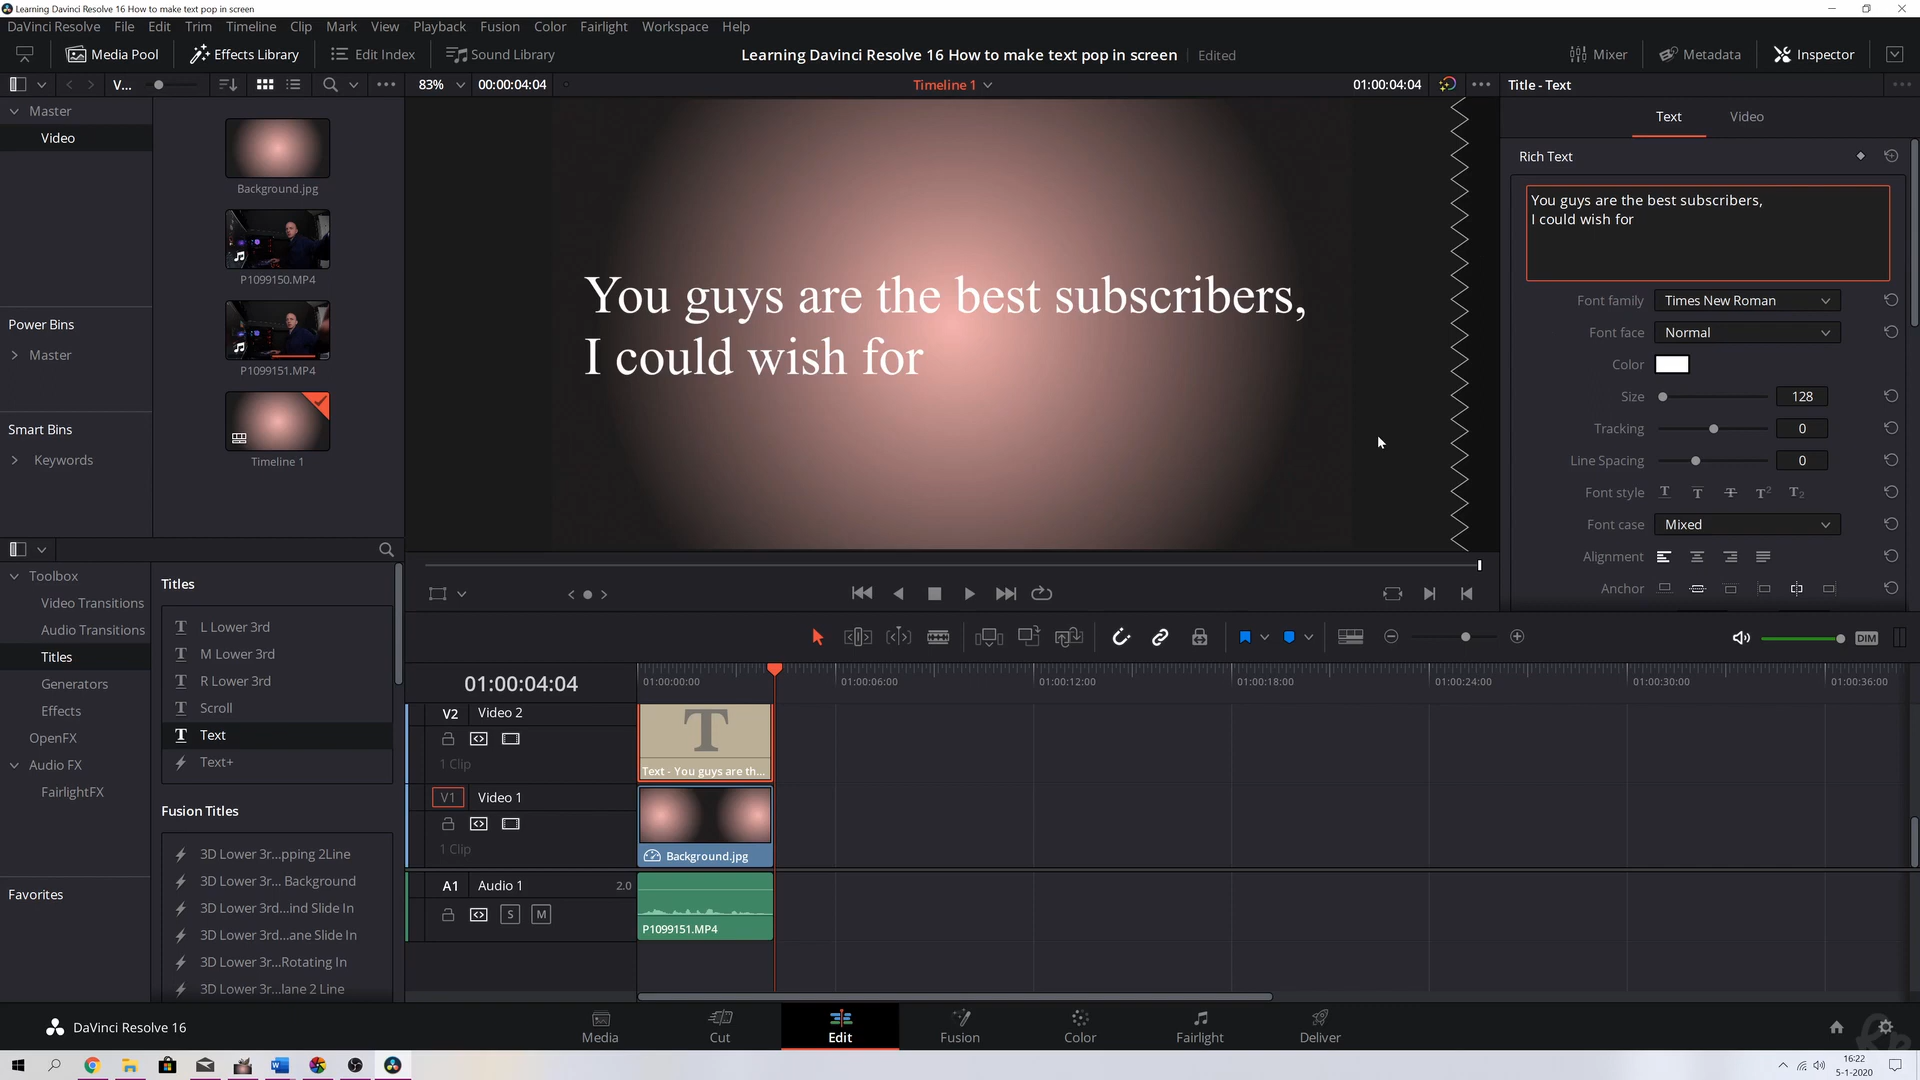 Learning Davinci Resolve 16 How to make text pop in screen
DaVinci Resolve File Edit Trim Timeline Clip Mark View Playback Fusion Color Fairlight Workspace Help
Media Pool Effects Library Edit Index Sound Library
Learning Davinci Resolve 16 How to make text pop in screen Edited
Mixer Metadata Inspector
V... 83% 00:00:04:04 Timeline 1 01:00:04:04 Title - Text
Master
Video
Background.jpg
P1099150.MP4
P1099151.MP4
Timeline 1
Power Bins
Master
Smart Bins
Keywords
You guys are the best subscribers,
I could wish for
Text Video
Rich Text
You guys are the best subscribers,
I could wish for
Font family Times New Roman
Font face Normal
Color
Size 128
Tracking 0
Line Spacing 0
Font style T T T T2 T2
Font case Mixed
Alignment
Anchor
Toolbox
Video Transitions
Audio Transitions
Titles
Generators
Effects
OpenFX
Audio FX
FairlightFX
Favorites
Titles
L Lower 3rd
M Lower 3rd
R Lower 3rd
Scroll
Text
Text+
Fusion Titles
3D Lower 3r...pping 2Line
3D Lower 3r... Background
3D Lower 3rd...ind Slide In
3D Lower 3rd...ane Slide In
3D Lower 3r...Rotating In
3D Lower 3r...lane 2 Line
DIM
01:00:04:04
01:00:00:00 01:00:06:00 01:00:12:00 01:00:18:00 01:00:24:00 01:00:30:00 01:00:36:00
V2 Video 2
1 Clip
T
Text - You guys are th...
V1 Video 1
1 Clip
Background.jpg
A1 Audio 1 2.0
S M
P1099151.MP4
DaVinci Resolve 16
Media Cut Edit Fusion Color Fairlight Deliver
16:22
5-1-2020